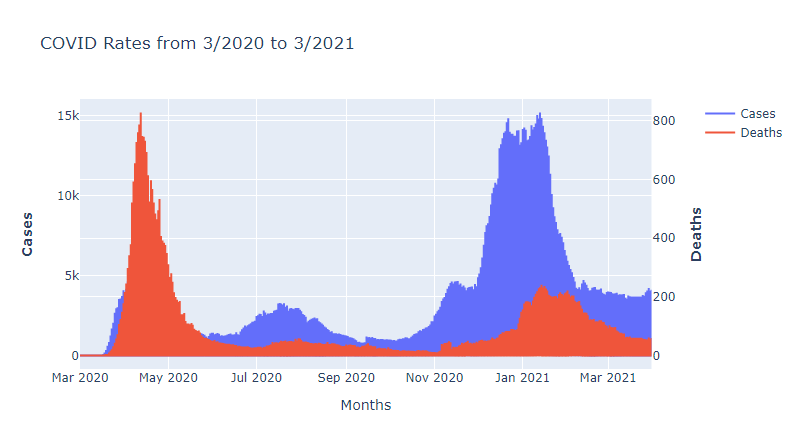 COVID Rates from 3/2020 to 3/2021
15k
10k
5k
0
Cases
800
600
400
200
0
Deaths
Cases
Deaths
Mar 2020 May 2020 Jul 2020 Sep 2020 Nov 2020 Jan 2021 Mar 2021
Months